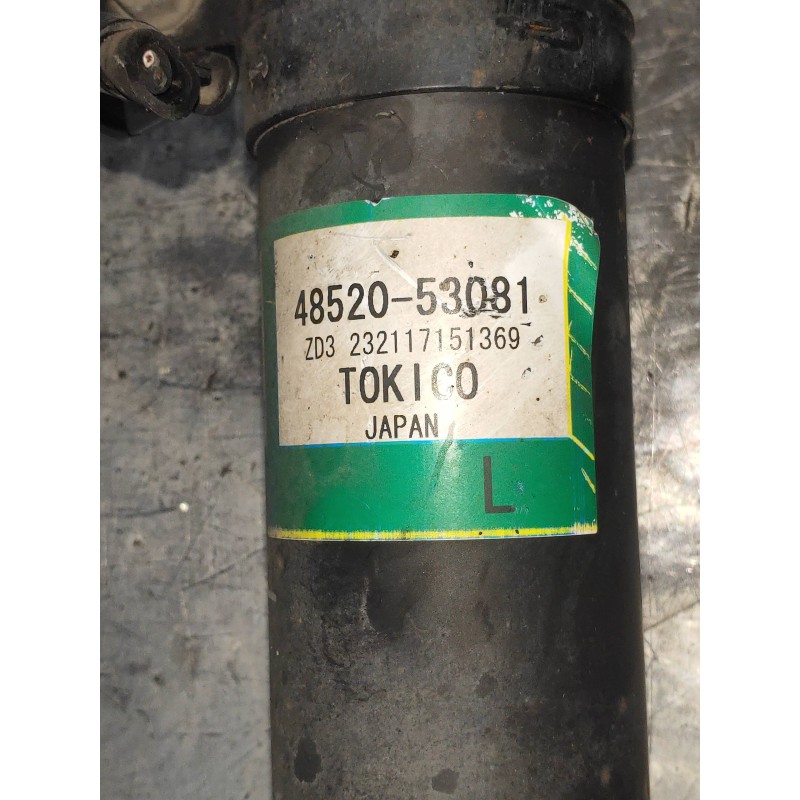 48520-53081
ZD3 232117151369
TOKICO
JAPAN
L